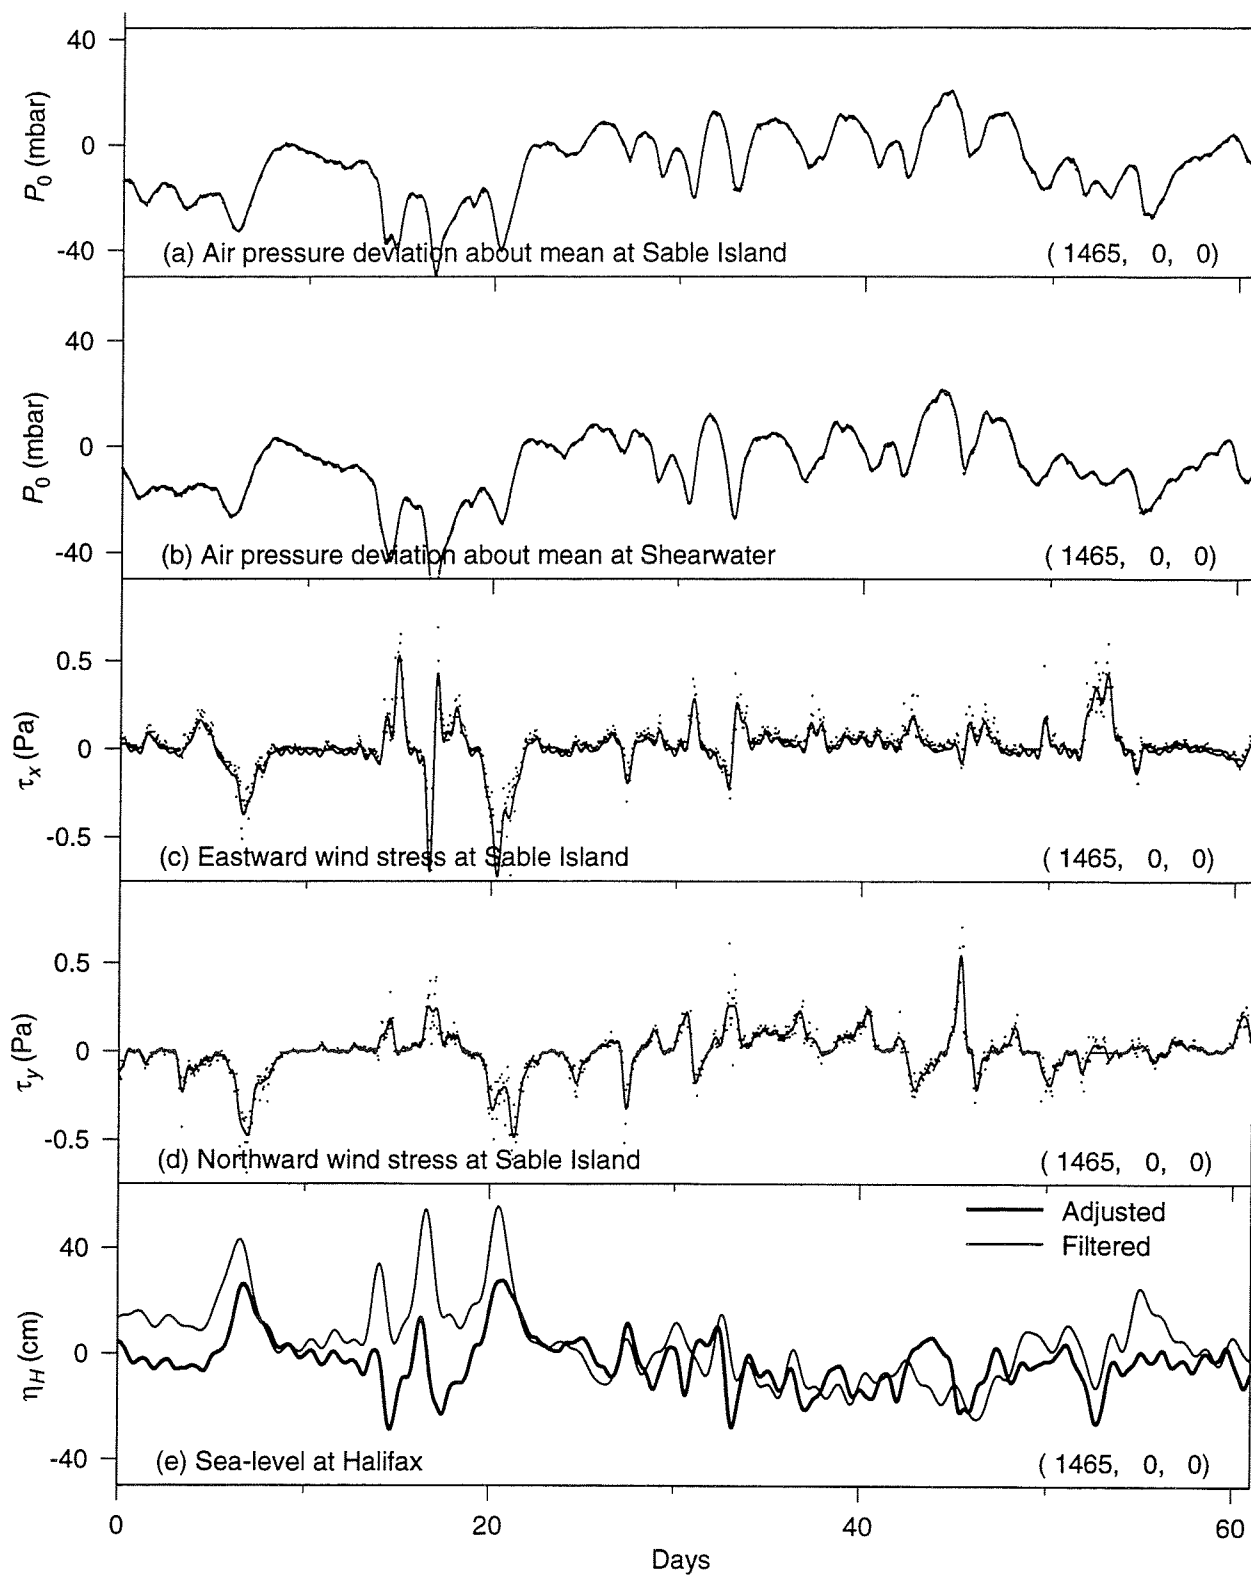 40
0
-40
P0 (mbar)
(a) Air pressure deviation about mean at Sable Island
( 1465, 0, 0)
40
0
-40
P0 (mbar)
(b) Air pressure deviation about mean at Shearwater
( 1465, 0, 0)
0.5
0
-0.5
τx (Pa)
(c) Eastward wind stress at Sable Island
( 1465, 0, 0)
0.5
0
-0.5
τy (Pa)
(d) Northward wind stress at Sable Island
( 1465, 0, 0)
Adjusted
Filtered
40
0
-40
ηH (cm)
(e) Sea-level at Halifax
( 1465, 0, 0)
0 20 40 60
Days